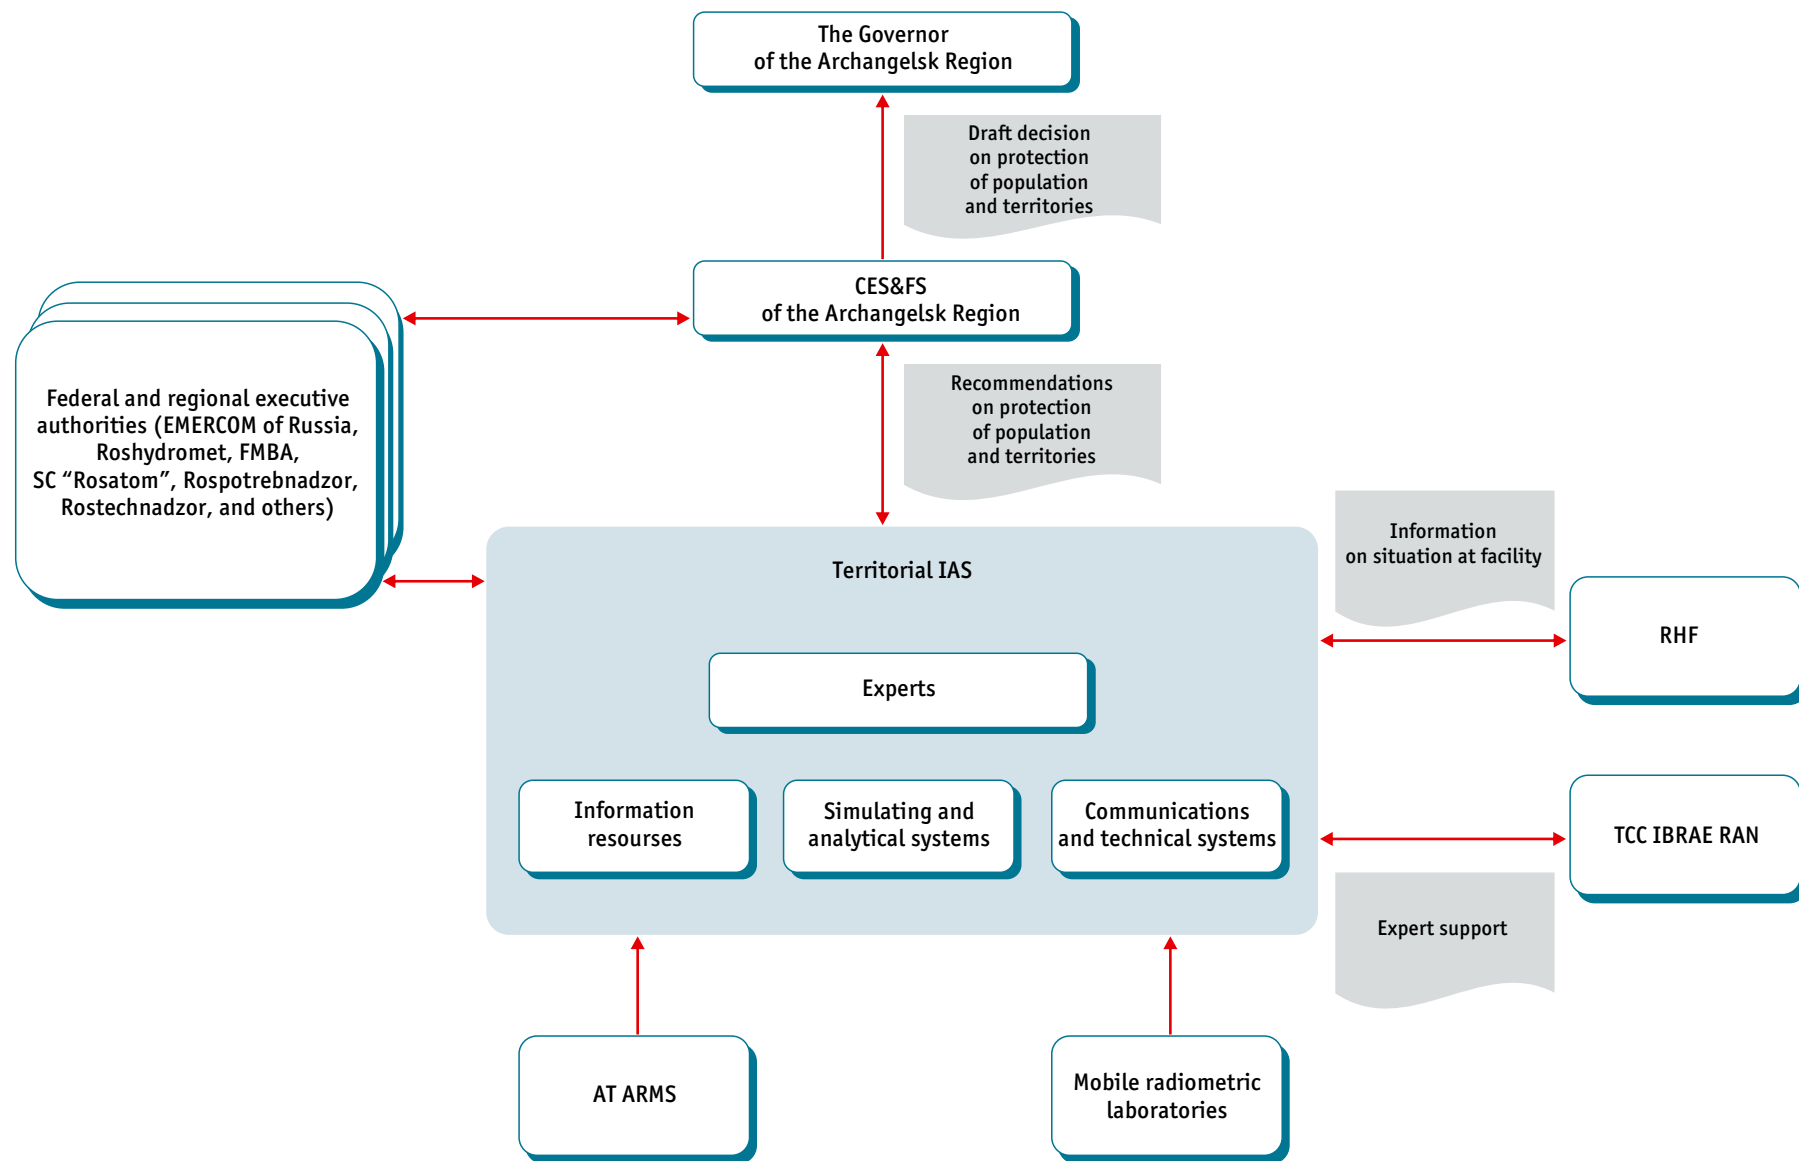 The Governor
of the Archangelsk Region
Draft decision
on protection
of population
and territories
CES&FS
of the Archangelsk Region
Federal and regional executive
authorities (EMERCOM of Russia,
Roshydromet, FMBA,
SC “Rosatom”, Rospotrebnadzor,
Rostechnadzor, and others)
Recommendations
on protection
of population
and territories
Information
on situation at facility
Territorial IAS
RHF
Experts
Information
resourses
Simulating and
analytical systems
Communications
and technical systems
TCC IBRAE RAN
Expert support
AT ARMS
Mobile radiometric
laboratories